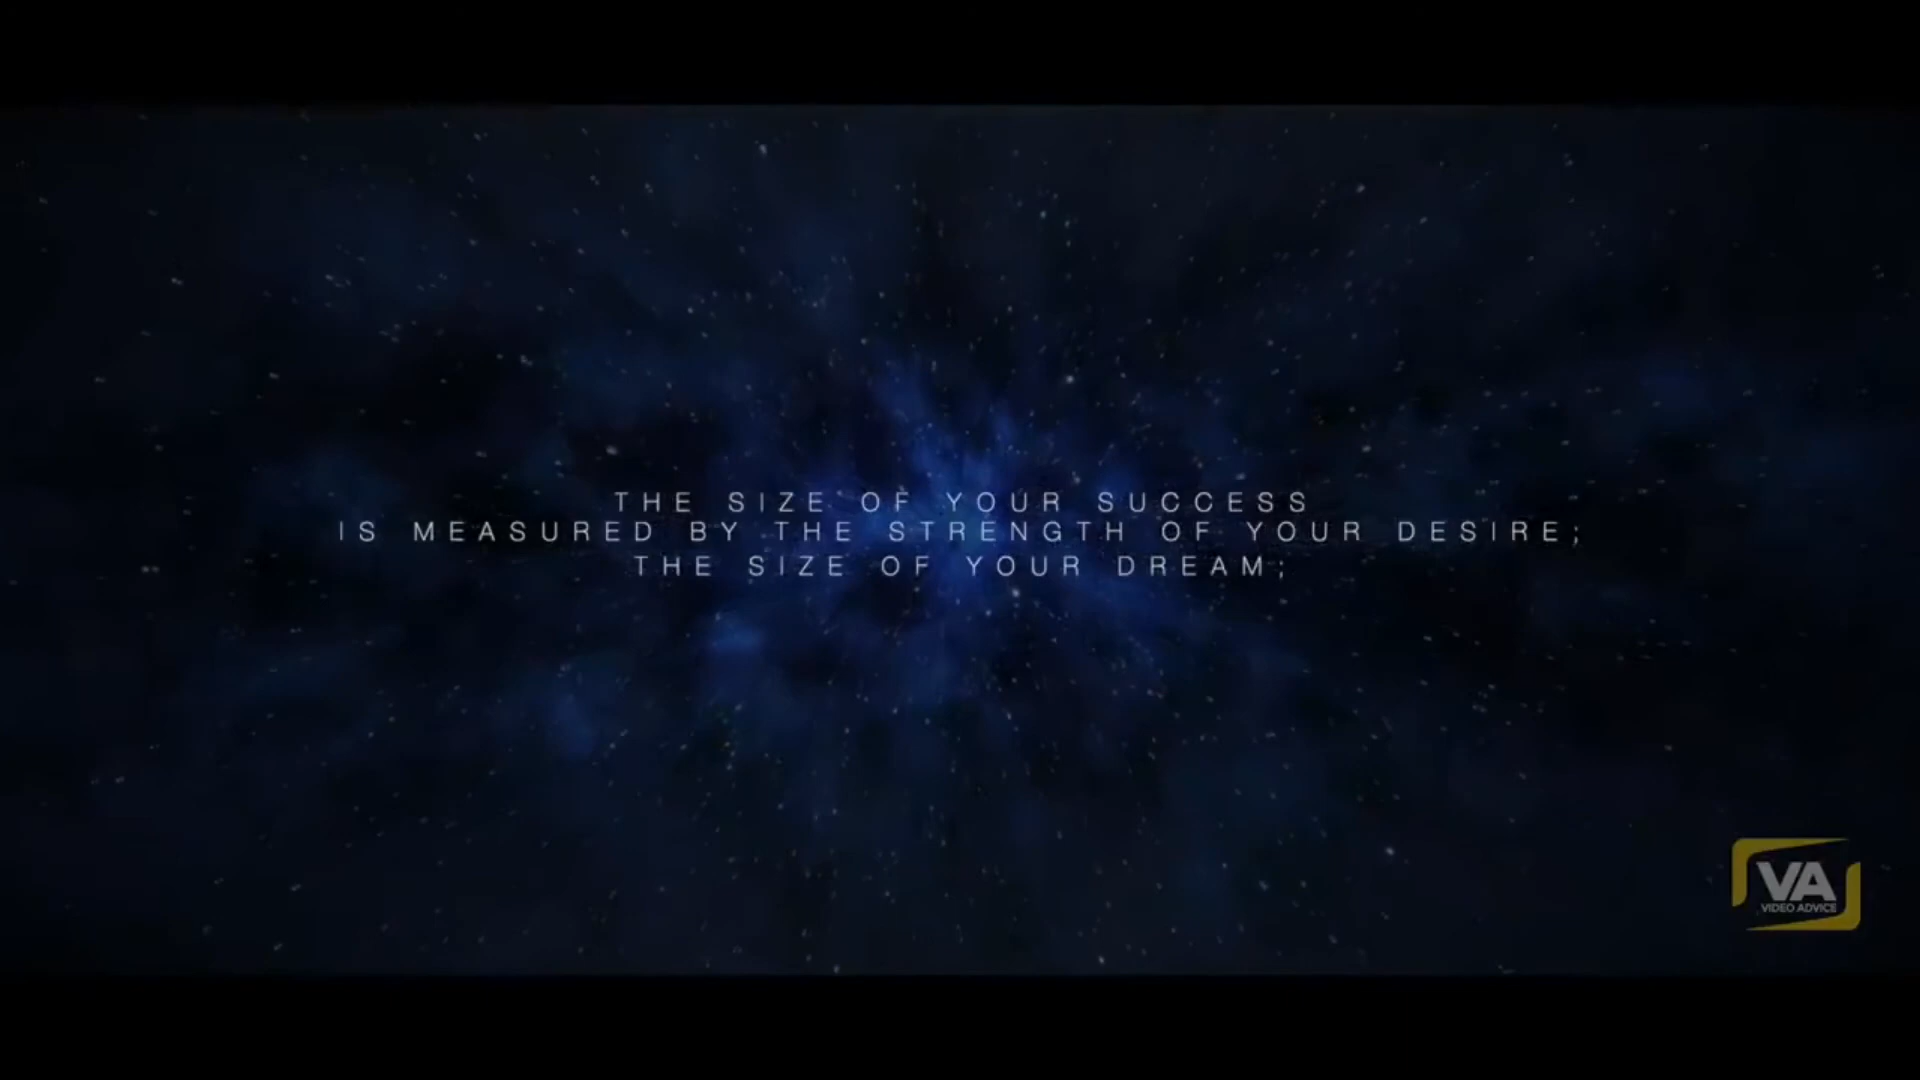 THE SIZE OF YOUR SUCCESS
IS MEASURED BY THE STRENGTH OF YOUR DESIRE;
THE SIZE OF YOUR DREAM;
VA
VIDEO ADVICE